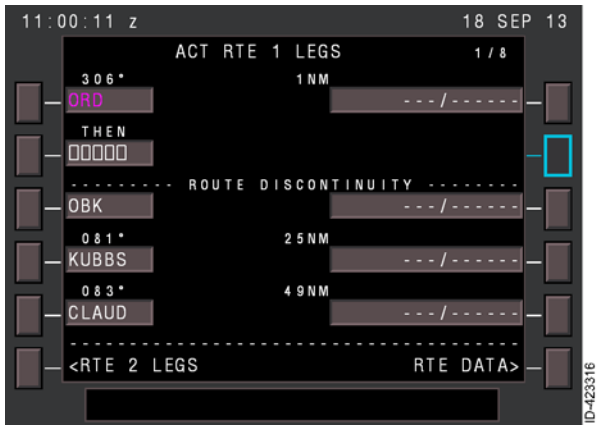 11:00:11 z 18 SEP 13
ACT RTE 1 LEGS 1/8
306° 1NM
ORD ---/------
THEN
□□□□□
--------- ROUTE DISCONTINUITY --------
OBK ---/------
081° 25NM
KUBBS ---/------
083° 49NM
CLAUD ---/------
------------------------------------
<RTE 2 LEGS RTE DATA>
ID-423316